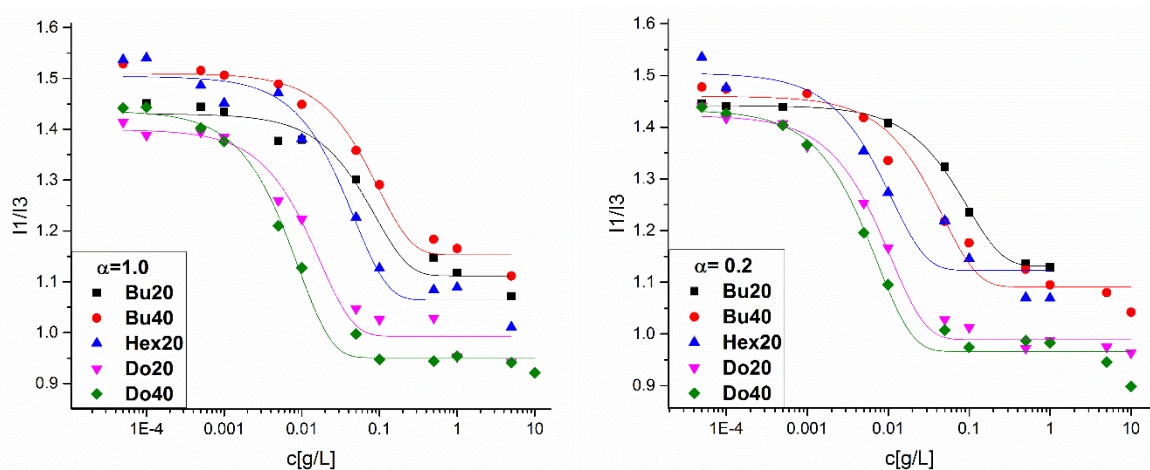 I1/I3
1.6
1.5
1.4
1.3
1.2
1.1
1.0
0.9
α=1.0
Bu20
Bu40
Hex20
Do20
Do40
1E-4 0.001 0.01 0.1 1 10
c[g/L]
I1/I3
1.6
1.5
1.4
1.3
1.2
1.1
1.0
0.9
α= 0.2
Bu20
Bu40
Hex20
Do20
Do40
1E-4 0.001 0.01 0.1 1 10
c[g/L]